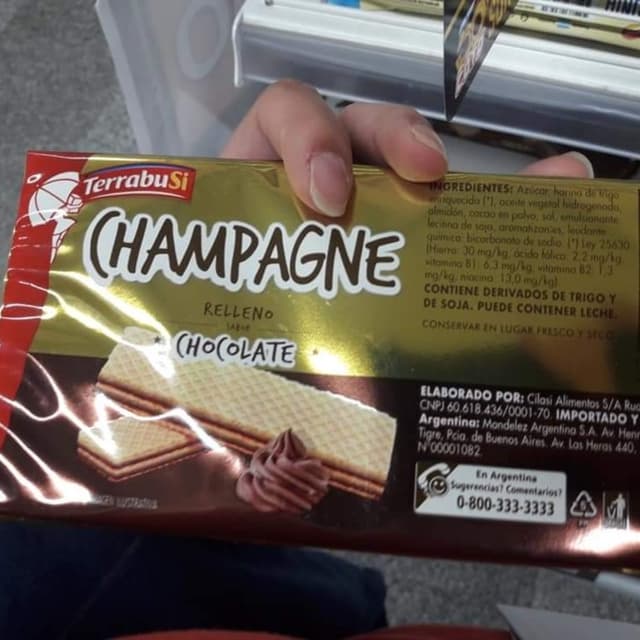 TerrabuSi
CHAMPAGNE
RELLENO
SABOR
CHOCOLATE
INGREDIENTES: Azúcar, harina de trigo
enriquecida (*), aceite vegetal hidrogenado,
almidón, cacao en polvo, sal, emulsionante:
lecitina de soja, aromatizantes, leudante
químico: bicarbonato de sodio. (*) Ley 25630
(Hierro: 30 mg/kg, ácido fólico: 2,2 mg/kg,
vitamina B1: 6,3 mg/kg, vitamina B2: 1,3
mg/kg, niacina: 13,0 mg/kg)
CONTIENE DERIVADOS DE TRIGO Y
DE SOJA. PUEDE CONTENER LECHE.
CONSERVAR EN LUGAR FRESCO Y SECO
ELABORADO POR: Cilasi Alimentos S/A
CNPJ 60.618.436/0001-70. IMPORTADO Y
Argentina: Mondelez Argentina S.A. Av
Tigre, Pcia. de Buenos Aires. Av. Las Heras 440,
N°00001082
En Argentina
Sugerencias? Comentarios?
0-800-333-3333